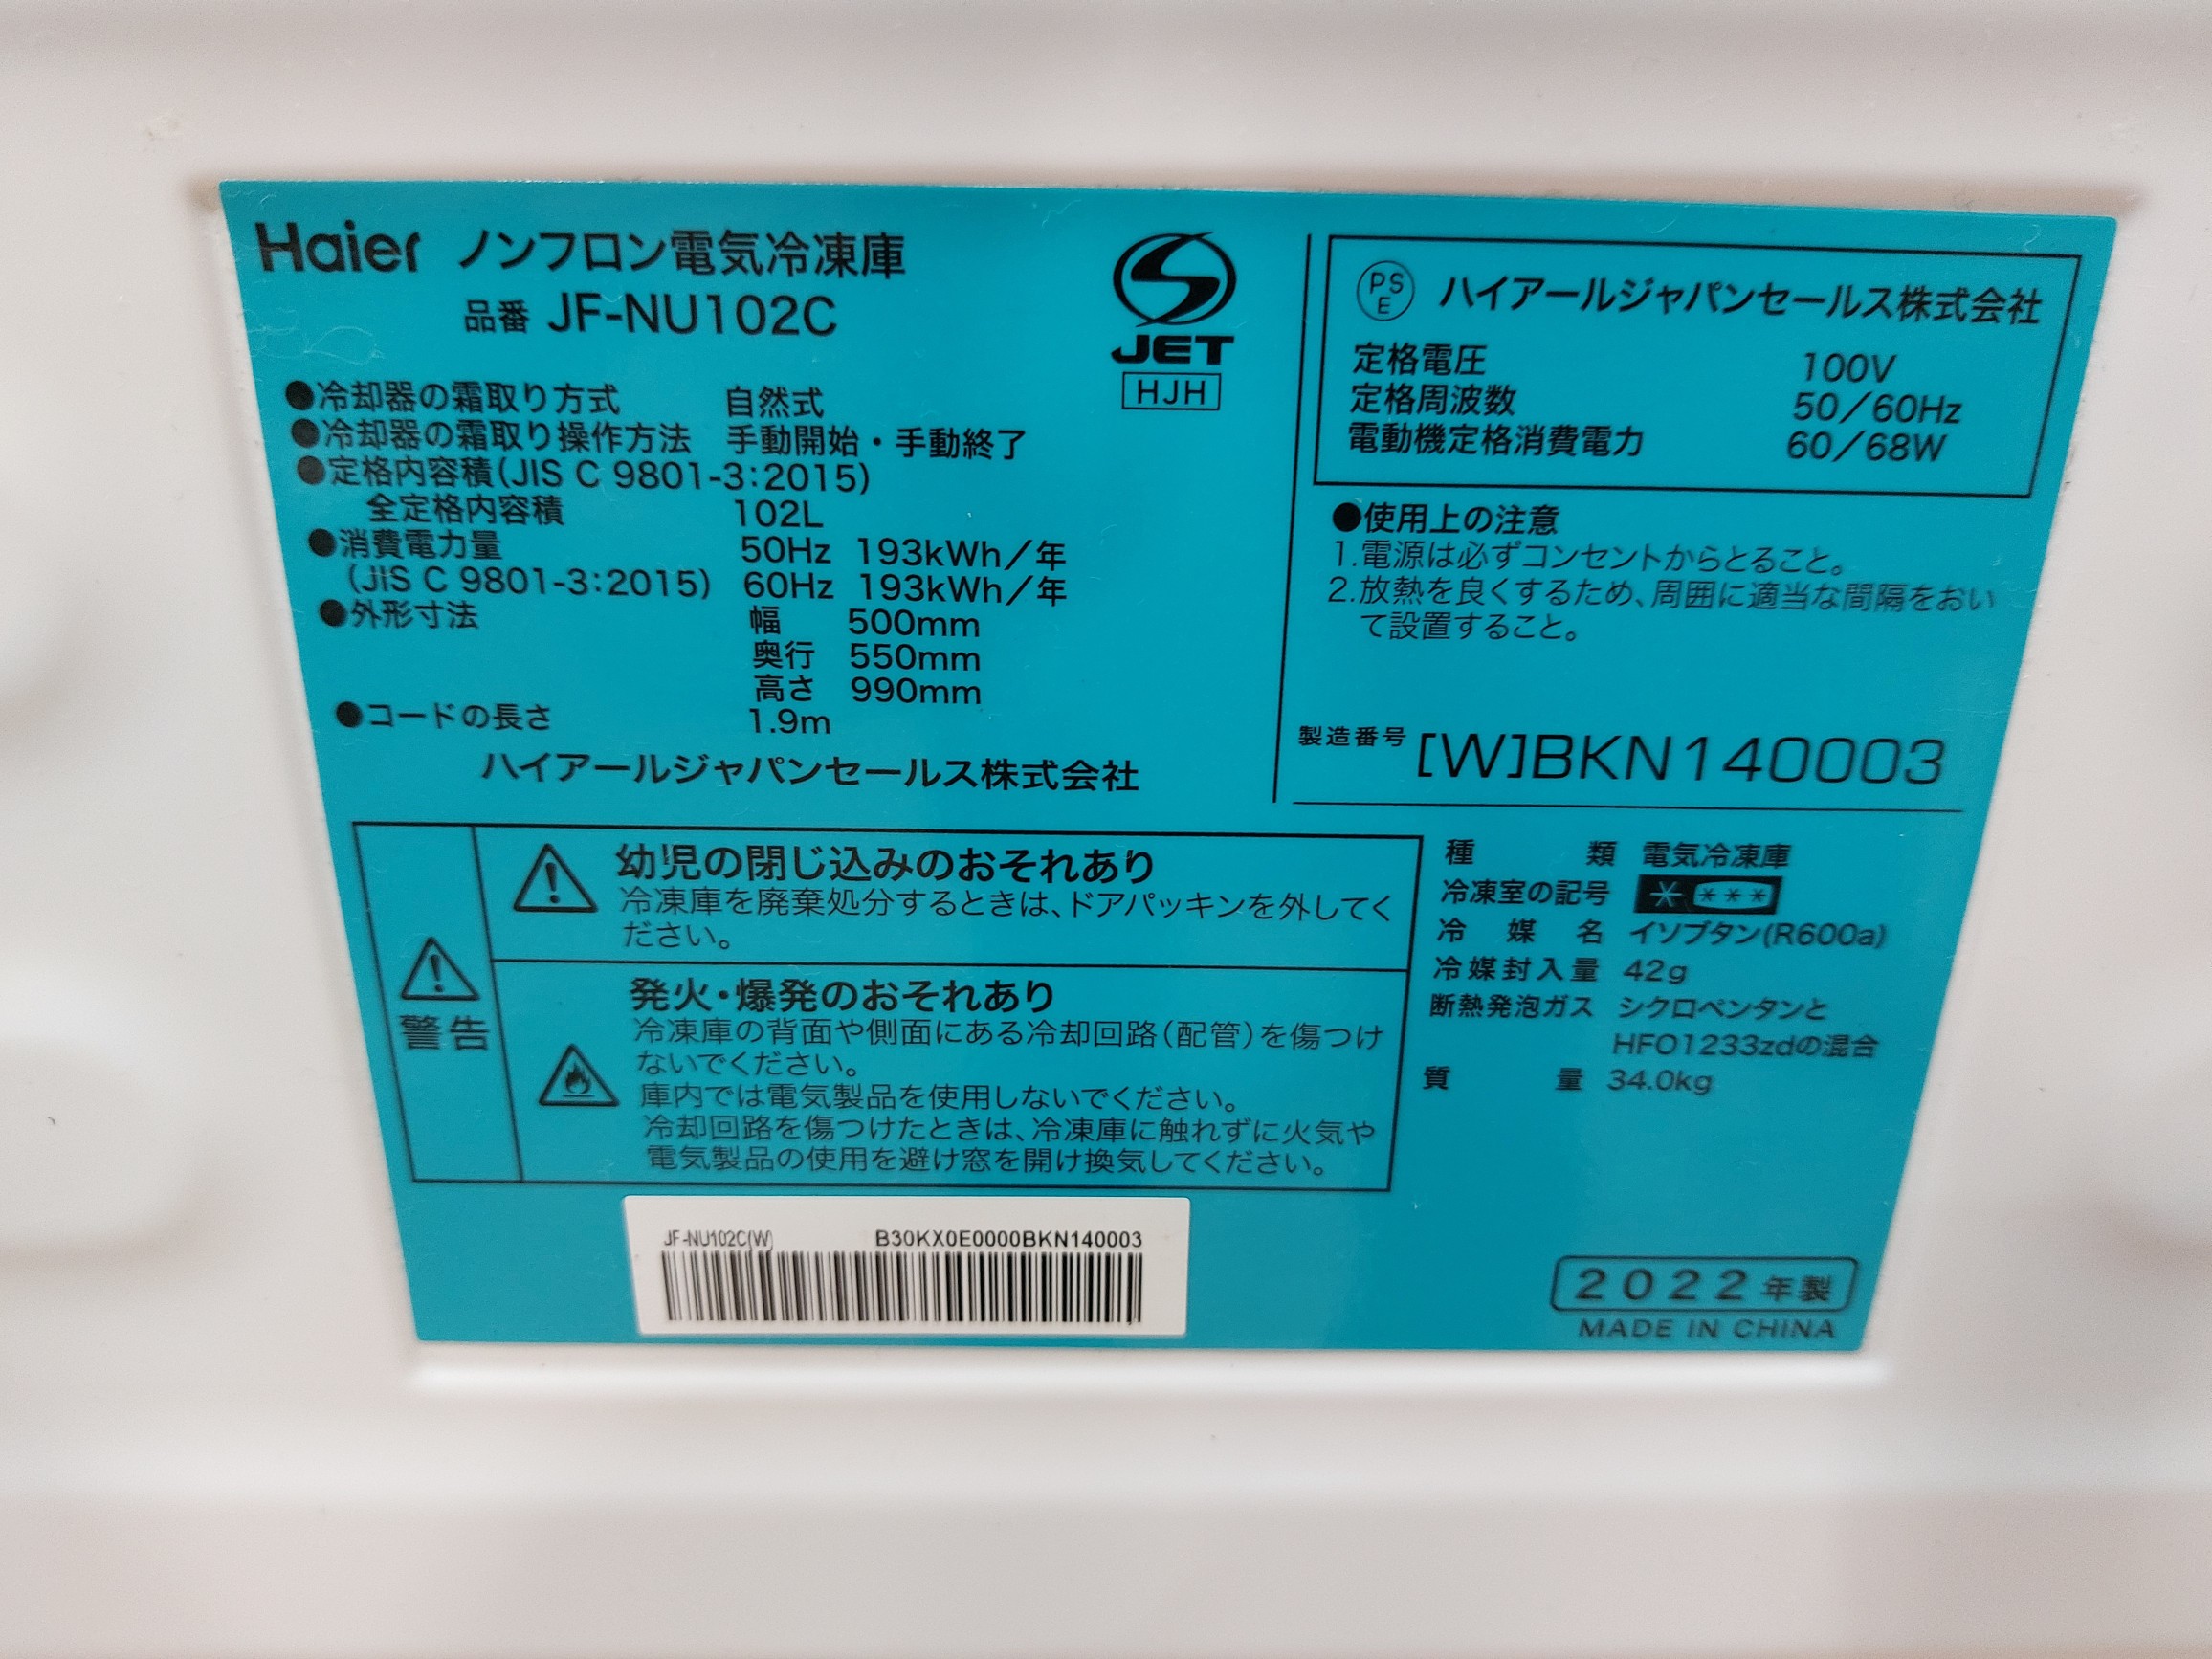 Haier ノンフロン電気冷凍庫
品番 JF-NU102C
●冷却器の霜取り方式 自然式
●冷却器の霜取り操作方法 手動開始・手動終了
●定格内容積(JIS C 9801-3:2015)
全定格内容積 102L
●消費電力量 50Hz 193kWh/年
(JIS C 9801-3:2015) 60Hz 193kWh/年
●外形寸法 幅 500mm
奥行 550mm
高さ 990mm
●コードの長さ 1.9m
ハイアールジャパンセールス株式会社
JET
HJH
PSE ハイアールジャパンセールス株式会社
定格電圧 100V
定格周波数 50/60Hz
電動機定格消費電力 60/68W
●使用上の注意
1.電源は必ずコンセントからとること。
2.放熱を良くするため、周囲に適当な間隔をおい
て設置すること。
製造番号 [W]BKN140003
警告
幼児の閉じ込みのおそれあり
冷凍庫を廃棄処分するときは、ドアパッキンを外してく
ださい。
発火・爆発のおそれあり
冷凍庫の背面や側面にある冷却回路(配管)を傷つけ
ないでください。
庫内では電気製品を使用しないでください。
冷却回路を傷つけたときは、冷凍庫に触れずに火気や
電気製品の使用を避け窓を開け換気してください。
種類 電気冷凍庫
冷凍室の記号 * ***
冷媒名 イソブタン(R600a)
冷媒封入量 42g
断熱発泡ガス シクロペンタンと
HFO1233zdの混合
質量 34.0kg
JF-NU102C(W) B30KX0E0000BKN140003
2022年製
MADE IN CHINA